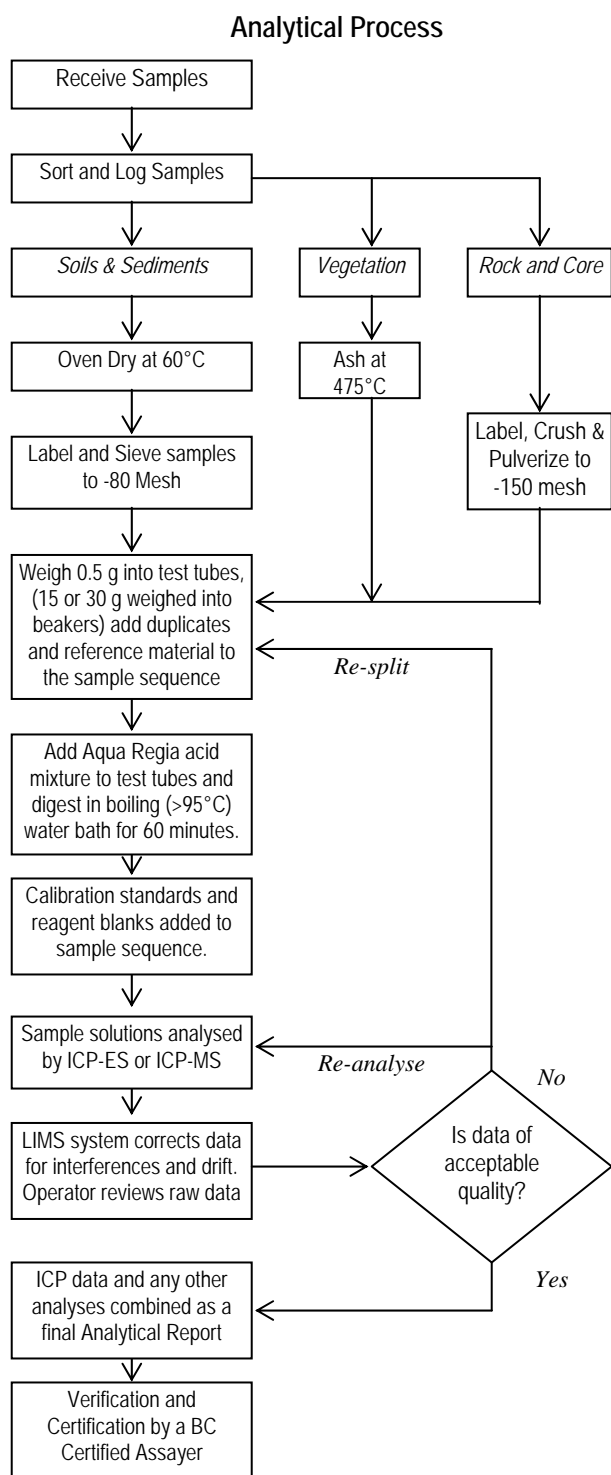 Analytical Process
Receive Samples
Sort and Log Samples
Soils & Sediments
Vegetation
Rock and Core
Oven Dry at 60°C
Ash at
475°C
Label and Sieve samples
to -80 Mesh
Label, Crush &
Pulverize to
-150 mesh
Weigh 0.5 g into test tubes,
(15 or 30 g weighed into
beakers) add duplicates
and reference material to
the sample sequence
Re-split
Add Aqua Regia acid
mixture to test tubes and
digest in boiling (>95°C)
water bath for 60 minutes.
Calibration standards and
reagent blanks added to
sample sequence.
Sample solutions analysed
by ICP-ES or ICP-MS
Re-analyse
No
LIMS system corrects data
for interferences and drift.
Operator reviews raw data
Is data of
acceptable
quality?
Yes
ICP data and any other
analyses combined as a
final Analytical Report
Verification and
Certification by a BC
Certified Assayer